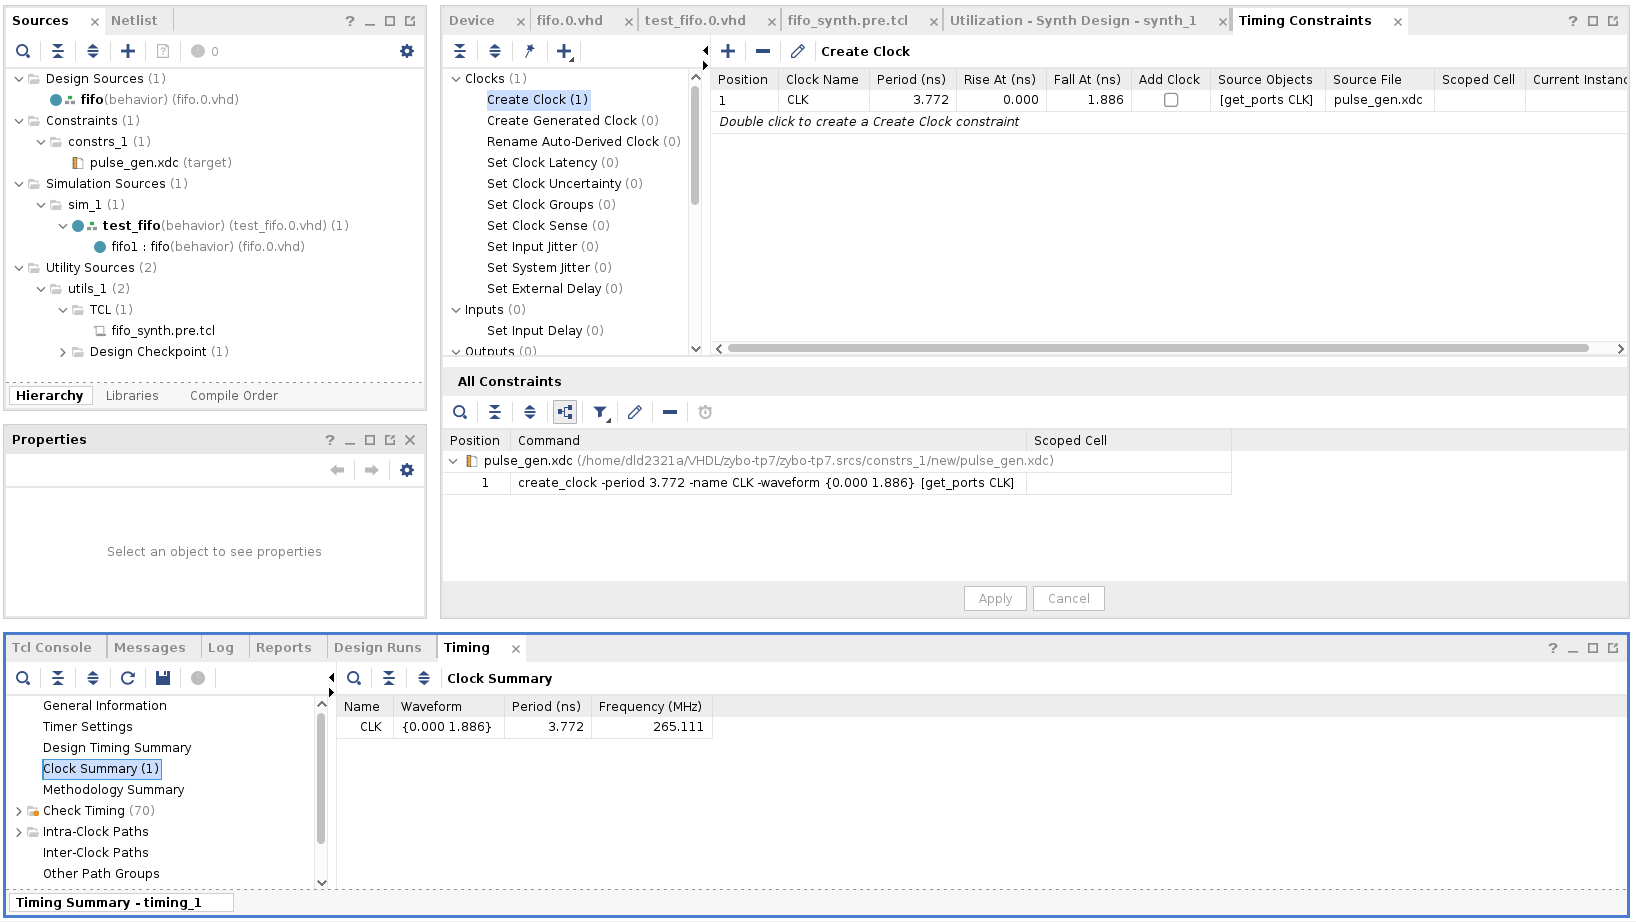 Sources
Netlist
0
Design Sources (1)
fifo(behavior) (fifo.0.vhd)
Constraints (1)
constrs_1 (1)
pulse_gen.xdc (target)
Simulation Sources (1)
sim_1 (1)
test_fifo(behavior) (test_fifo.0.vhd) (1)
fifo1 : fifo(behavior) (fifo.0.vhd)
Utility Sources (2)
utils_1 (2)
TCL (1)
fifo_synth.pre.tcl
Design Checkpoint (1)
Hierarchy Libraries Compile Order
Properties
Select an object to see properties
Device fifo.0.vhd test_fifo.0.vhd fifo_synth.pre.tcl Utilization - Synth Design - synth_1 Timing Constraints
Clocks (1)
Create Clock (1)
Create Generated Clock (0)
Rename Auto-Derived Clock (0)
Set Clock Latency (0)
Set Clock Uncertainty (0)
Set Clock Groups (0)
Set Clock Sense (0)
Set Input Jitter (0)
Set System Jitter (0)
Set External Delay (0)
Inputs (0)
Set Input Delay (0)
Outputs (0)
Create Clock
Position Clock Name Period (ns) Rise At (ns) Fall At (ns) Add Clock Source Objects Source File Scoped Cell Current Instanc
1 CLK 3.772 0.000 1.886 [get_ports CLK] pulse_gen.xdc
Double click to create a Create Clock constraint
All Constraints
Position Command Scoped Cell
pulse_gen.xdc (/home/dld2321a/VHDL/zybo-tp7/zybo-tp7.srcs/constrs_1/new/pulse_gen.xdc)
1 create_clock -period 3.772 -name CLK -waveform {0.000 1.886} [get_ports CLK]
Apply Cancel
Tcl Console Messages Log Reports Design Runs Timing
General Information
Timer Settings
Design Timing Summary
Clock Summary (1)
Methodology Summary
Check Timing (70)
Intra-Clock Paths
Inter-Clock Paths
Other Path Groups
Clock Summary
Name Waveform Period (ns) Frequency (MHz)
CLK {0.000 1.886} 3.772 265.111
Timing Summary - timing_1